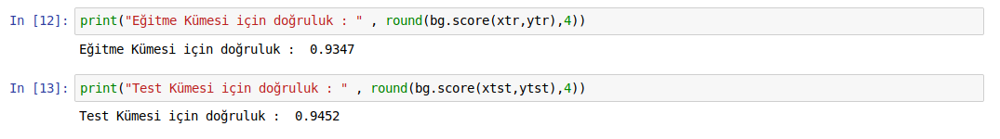 In [12]: print("Eğitme Kümesi için doğruluk : " , round(bg.score(xtr,ytr),4))
Eğitme Kümesi için doğruluk :  0.9347
In [13]: print("Test Kümesi için doğruluk : " , round(bg.score(xtst,ytst),4))
Test Kümesi için doğruluk :  0.9452